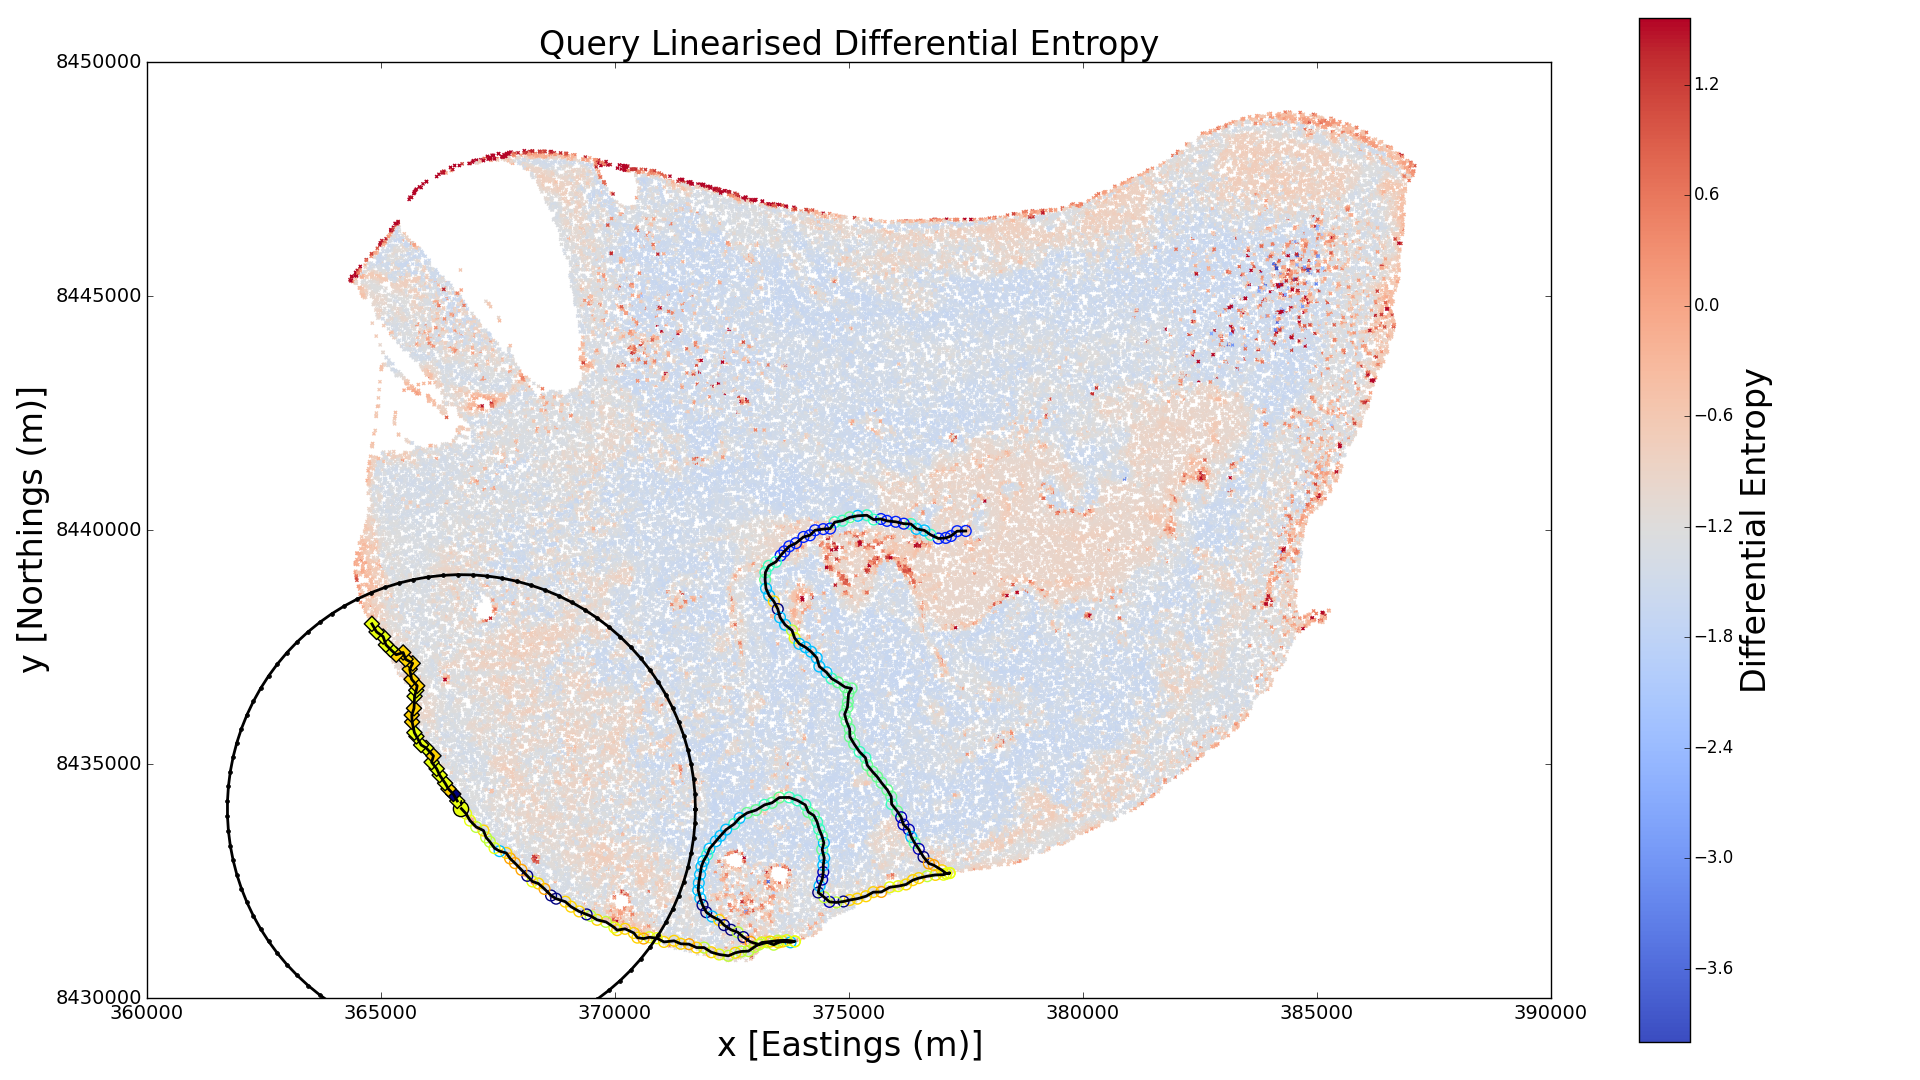 Query Linearised Differential Entropy
8450000
8445000
8440000
8435000
8430000
y [Northings (m)]
360000 365000 370000 375000 380000 385000 390000
x [Eastings (m)]
1.2
0.6
0.0
−0.6
−1.2
−1.8
−2.4
−3.0
−3.6
Differential Entropy